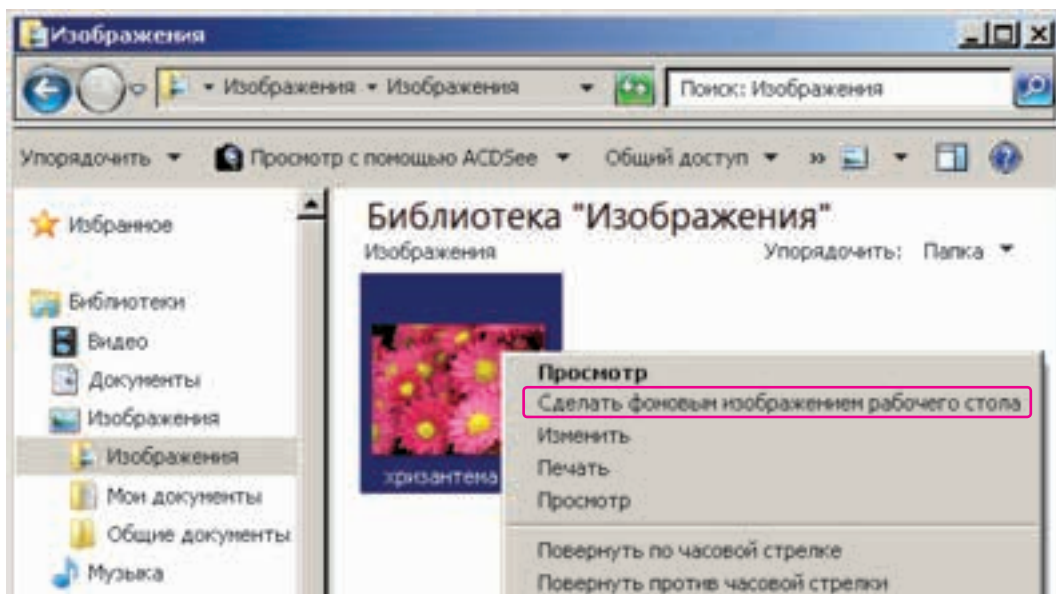 Изображения
Изображения Изображения Поиск: Изображения
Упорядочить Просмотр с помощью ACDSee Общий доступ »
Избранное
Библиотеки
Видео
Документы
Изображения
Изображения
Мои документы
Общие документы
Музыка
Библиотека "Изображения"
Изображения Упорядочить: Папка
хризантема
Просмотр
Сделать фоновым изображением рабочего стола
Изменить
Печать
Просмотр
Повернуть по часовой стрелке
Повернуть против часовой стрелки